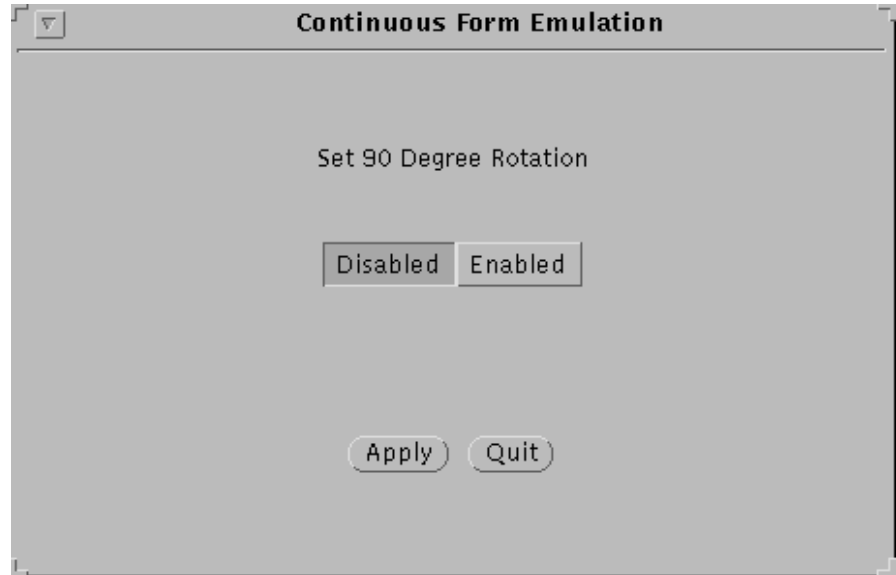 Continuous Form Emulation
Set 90 Degree Rotation
Disabled Enabled
Apply Quit